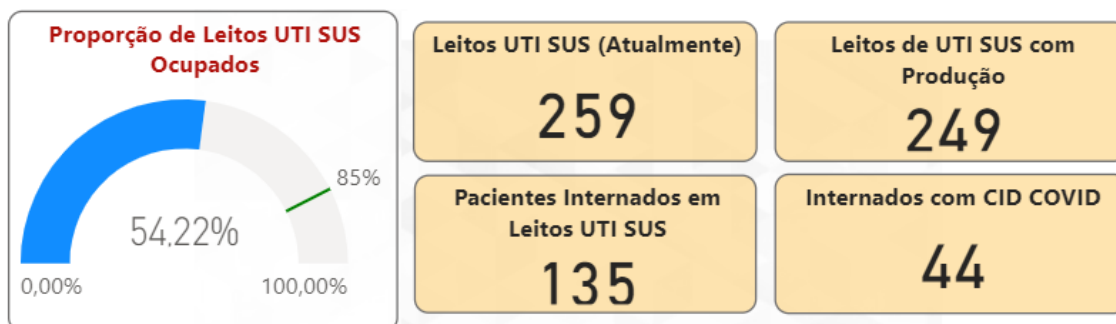 Proporção de Leitos UTI SUS
Ocupados
85%
54,22%
0,00%
100,00%
Leitos UTI SUS (Atualmente)
259
Leitos de UTI SUS com
Produção
249
Pacientes Internados em
Leitos UTI SUS
135
Internados com CID COVID
44